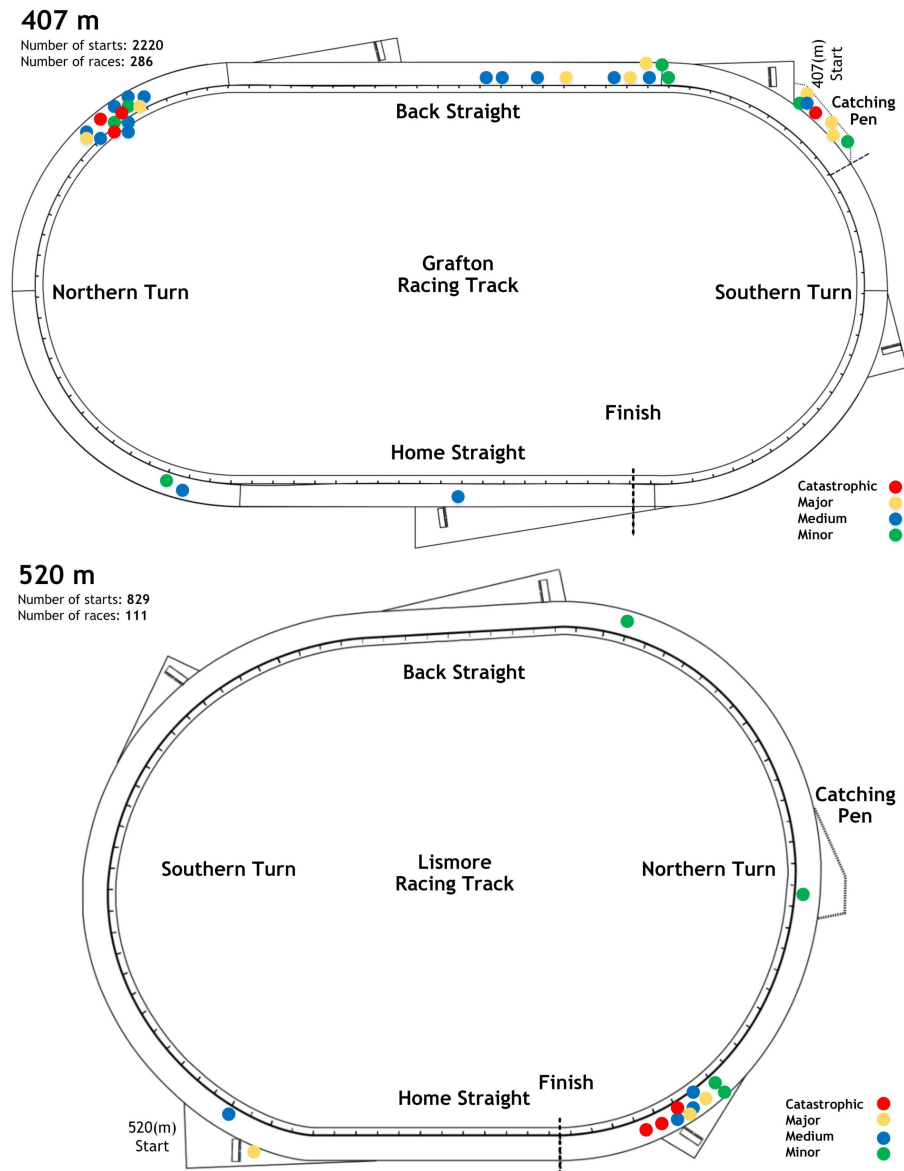 407 m
Number of starts: 2220
Number of races: 286
407(m)
Start
Catching
Pen
Back Straight
Grafton
Racing Track
Northern Turn
Southern Turn
Finish
Home Straight
Catastrophic
Major
Medium
Minor
520 m
Number of starts: 829
Number of races: 111
Back Straight
Catching
Pen
Southern Turn
Lismore
Racing Track
Northern Turn
Finish
Home Straight
520(m)
Start
Catastrophic
Major
Medium
Minor